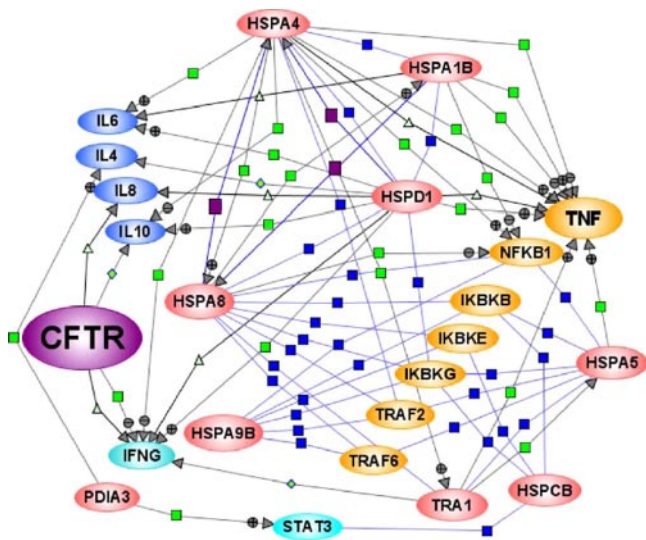 HSPA4
HSPA1B
IL6
IL4
IL8
HSPD1
TNF
IL10
NFKB1
HSPA8
IKBKB
CFTR
IKBKE
HSPA5
IKBKG
TRAF2
HSPA9B
IFNG
TRAF6
HSPCB
PDIA3
TRA1
STAT3